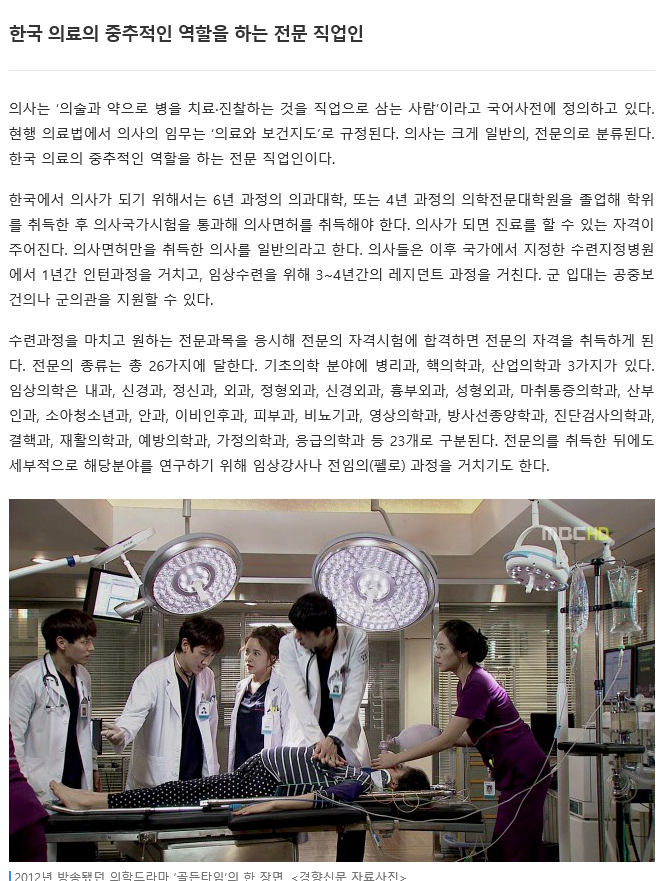 한국 의료의 중추적인 역할을 하는 전문 직업인
의사는 '의술과 약으로 병을 치료·진찰하는 것을 직업으로 삼는 사람'이라고 국어사전에 정의하고 있다.
현행 의료법에서 의사의 임무는 '의료와 보건지도'로 규정된다. 의사는 크게 일반의, 전문의로 분류된다.
한국 의료의 중추적인 역할을 하는 전문 직업인이다.
한국에서 의사가 되기 위해서는 6년 과정의 의과대학, 또는 4년 과정의 의학전문대학원을 졸업해 학위
를 취득한 후 의사국가시험을 통과해 의사면허를 취득해야 한다. 의사가 되면 진료를 할 수 있는 자격이
주어진다. 의사면허만을 취득한 의사를 일반의라고 한다. 의사들은 이후 국가에서 지정한 수련지정병원
에서 1년간 인턴과정을 거치고, 임상수련을 위해 3~4년간의 레지던트 과정을 거친다. 군 입대는 공중보
건의나 군의관을 지원할 수 있다.
수련과정을 마치고 원하는 전문과목을 응시해 전문의 자격시험에 합격하면 전문의 자격을 취득하게 된
다. 전문의 종류는 총 26가지에 달한다. 기초의학 분야에 병리과, 핵의학과, 산업의학과 3가지가 있다.
임상의학은 내과, 신경과, 정신과, 외과, 정형외과, 신경외과, 흉부외과, 성형외과, 마취통증의학과, 산부
인과, 소아청소년과, 안과, 이비인후과, 피부과, 비뇨기과, 영상의학과, 방사선종양학과, 진단검사의학과,
결핵과, 재활의학과, 예방의학과, 가정의학과, 응급의학과 등 23개로 구분된다. 전문의를 취득한 뒤에도
세부적으로 해당분야를 연구하기 위해 임상강사나 전임의(펠로) 과정을 거치기도 한다.
MBC HD
2012년 방송됐던 의학드라마 '골든타임'의 한 장면. <경향신문 자료사진>